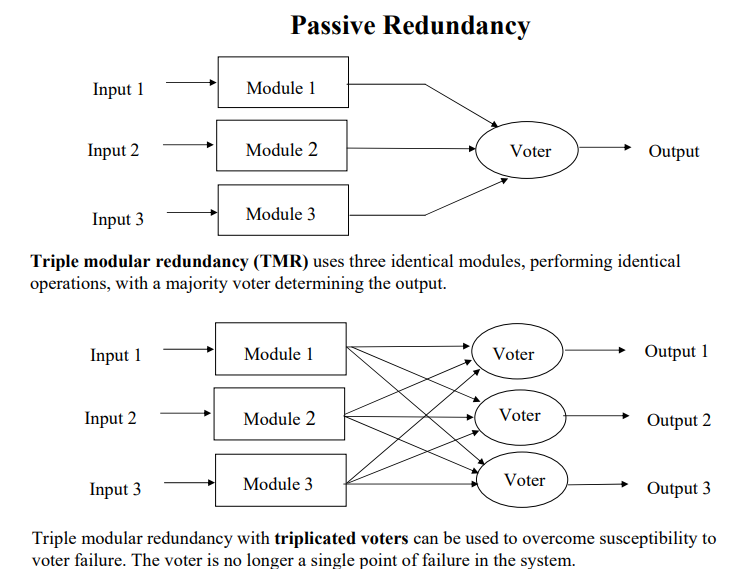 Passive Redundancy
Input 1
Module 1
Input 2
Module 2
Voter
Output
Input 3
Module 3
Triple modular redundancy (TMR) uses three identical modules, performing identical
operations, with a majority voter determining the output.
Input 1
Module 1
Voter
Output 1
Input 2
Module 2
Voter
Output 2
Input 3
Module 3
Voter
Output 3
Triple modular redundancy with triplicated voters can be used to overcome susceptibility to
voter failure. The voter is no longer a single point of failure in the system.